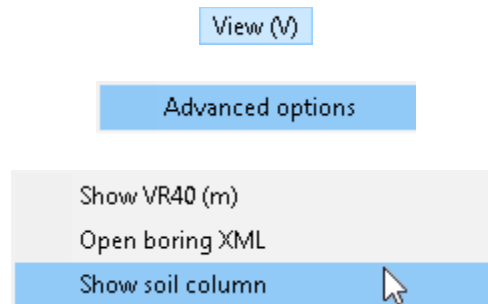 View (V)
Advanced options
Show VR40 (m)
Open boring XML
Show soil column